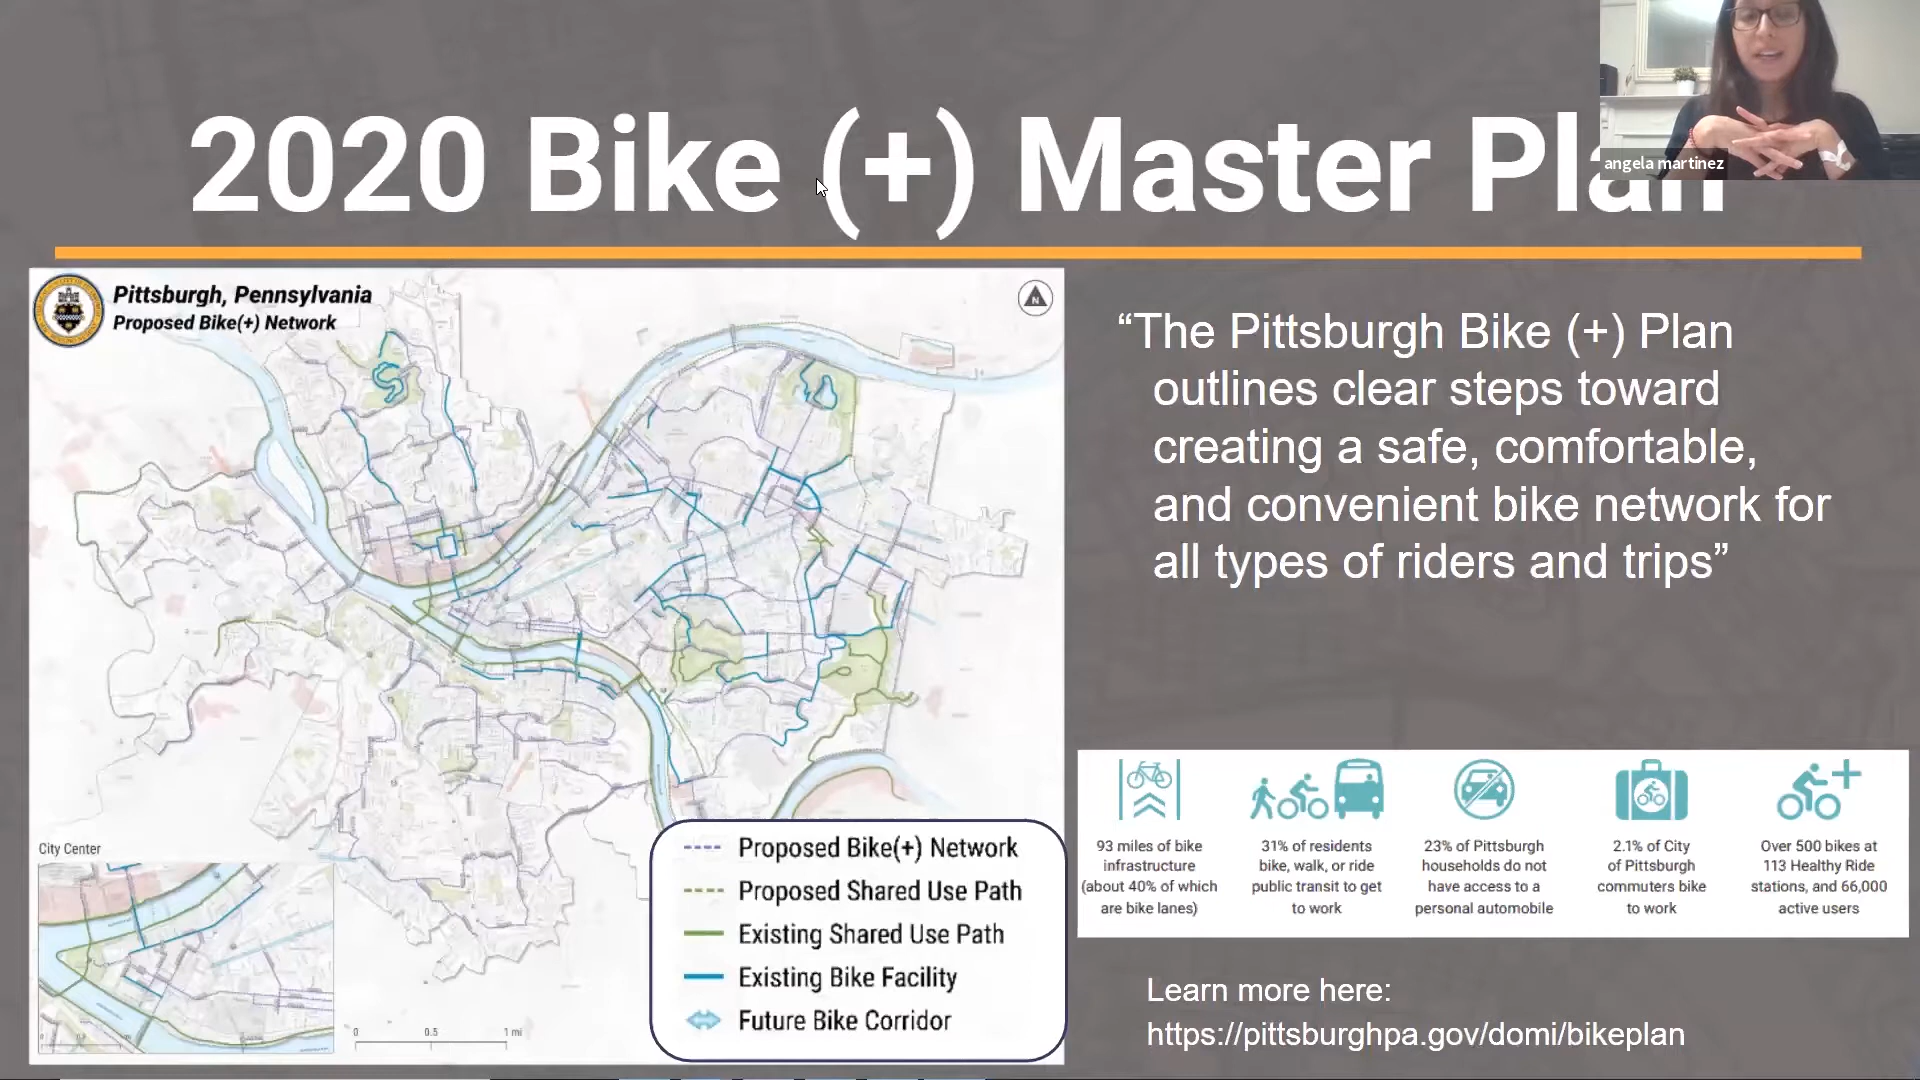 2020 Bike (+) Master Plan
angela martinez
Pittsburgh, Pennsylvania
Proposed Bike(+) Network
N
City Center
0 0.5 1 mi
Proposed Bike(+) Network
Proposed Shared Use Path
Existing Shared Use Path
Existing Bike Facility
Future Bike Corridor
“The Pittsburgh Bike (+) Plan
outlines clear steps toward
creating a safe, comfortable,
and convenient bike network for
all types of riders and trips”
93 miles of bike
infrastructure
(about 40% of which
are bike lanes)
31% of residents
bike, walk, or ride
public transit to get
to work
23% of Pittsburgh
households do not
have access to a
personal automobile
2.1% of City
of Pittsburgh
commuters bike
to work
Over 500 bikes at
113 Healthy Ride
stations, and 66,000
active users
Learn more here:
https://pittsburghpa.gov/domi/bikeplan